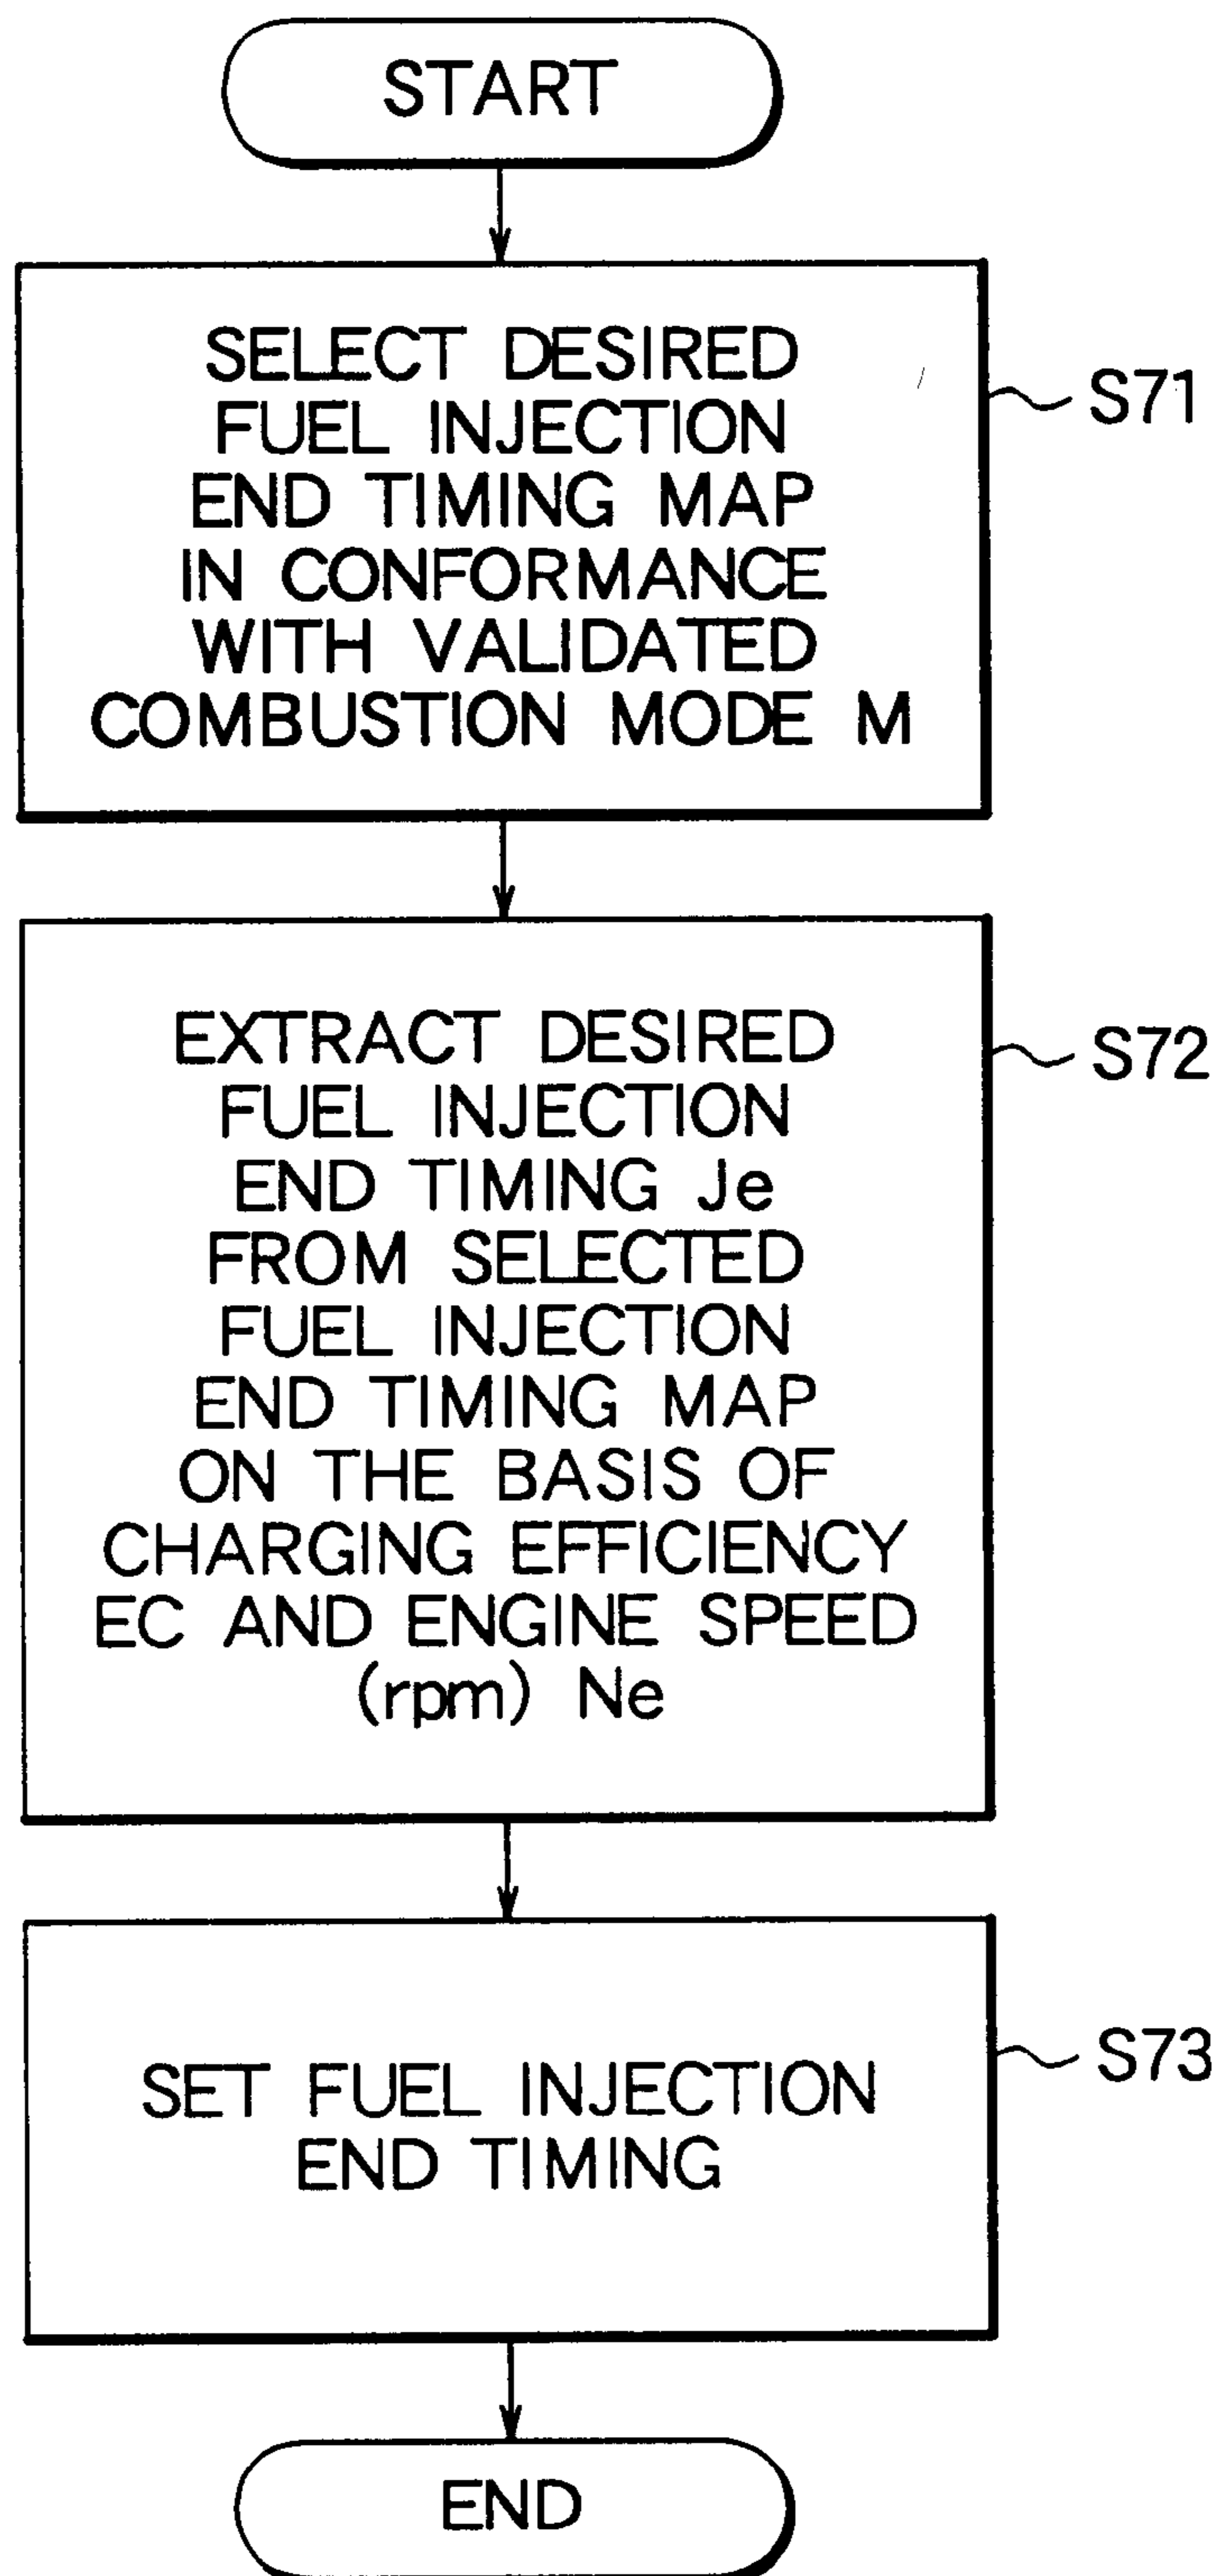 START
SELECT DESIRED
FUEL INJECTION
END TIMING MAP
IN CONFORMANCE
WITH VALIDATED
COMBUSTION MODE M
S71
EXTRACT DESIRED
FUEL INJECTION
END TIMING Je
FROM SELECTED
FUEL INJECTION
END TIMING MAP
ON THE BASIS OF
CHARGING EFFICIENCY
EC AND ENGINE SPEED
(rpm) Ne
S72
SET FUEL INJECTION
END TIMING
S73
END